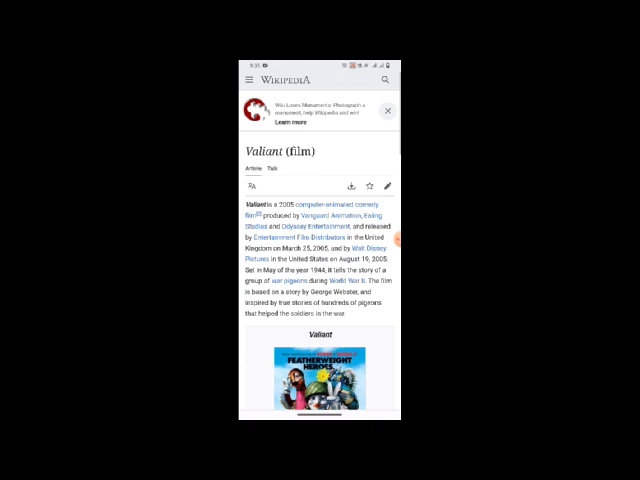 WIKIPEDIA
Wiki Loves Monuments: Photograph a
monument, help Wikipedia and win!
Learn more
Valiant (film)
Article Talk
Valiant is a 2005 computer-animated comedy
film produced by Vanguard Animation, Ealing
Studios and Odyssey Entertainment, and released
by Entertainment Film Distributors in the United
Kingdom on March 25, 2005, and by Walt Disney
Pictures in the United States on August 19, 2005.
Set in May of the year 1944, it tells the story of a
group of war pigeons during World War II. The film
is based on a story by George Webster, and
inspired by true stories of hundreds of pigeons
that helped the soldiers in the war.
Valiant
FEATHERWEIGHT
HEROES.